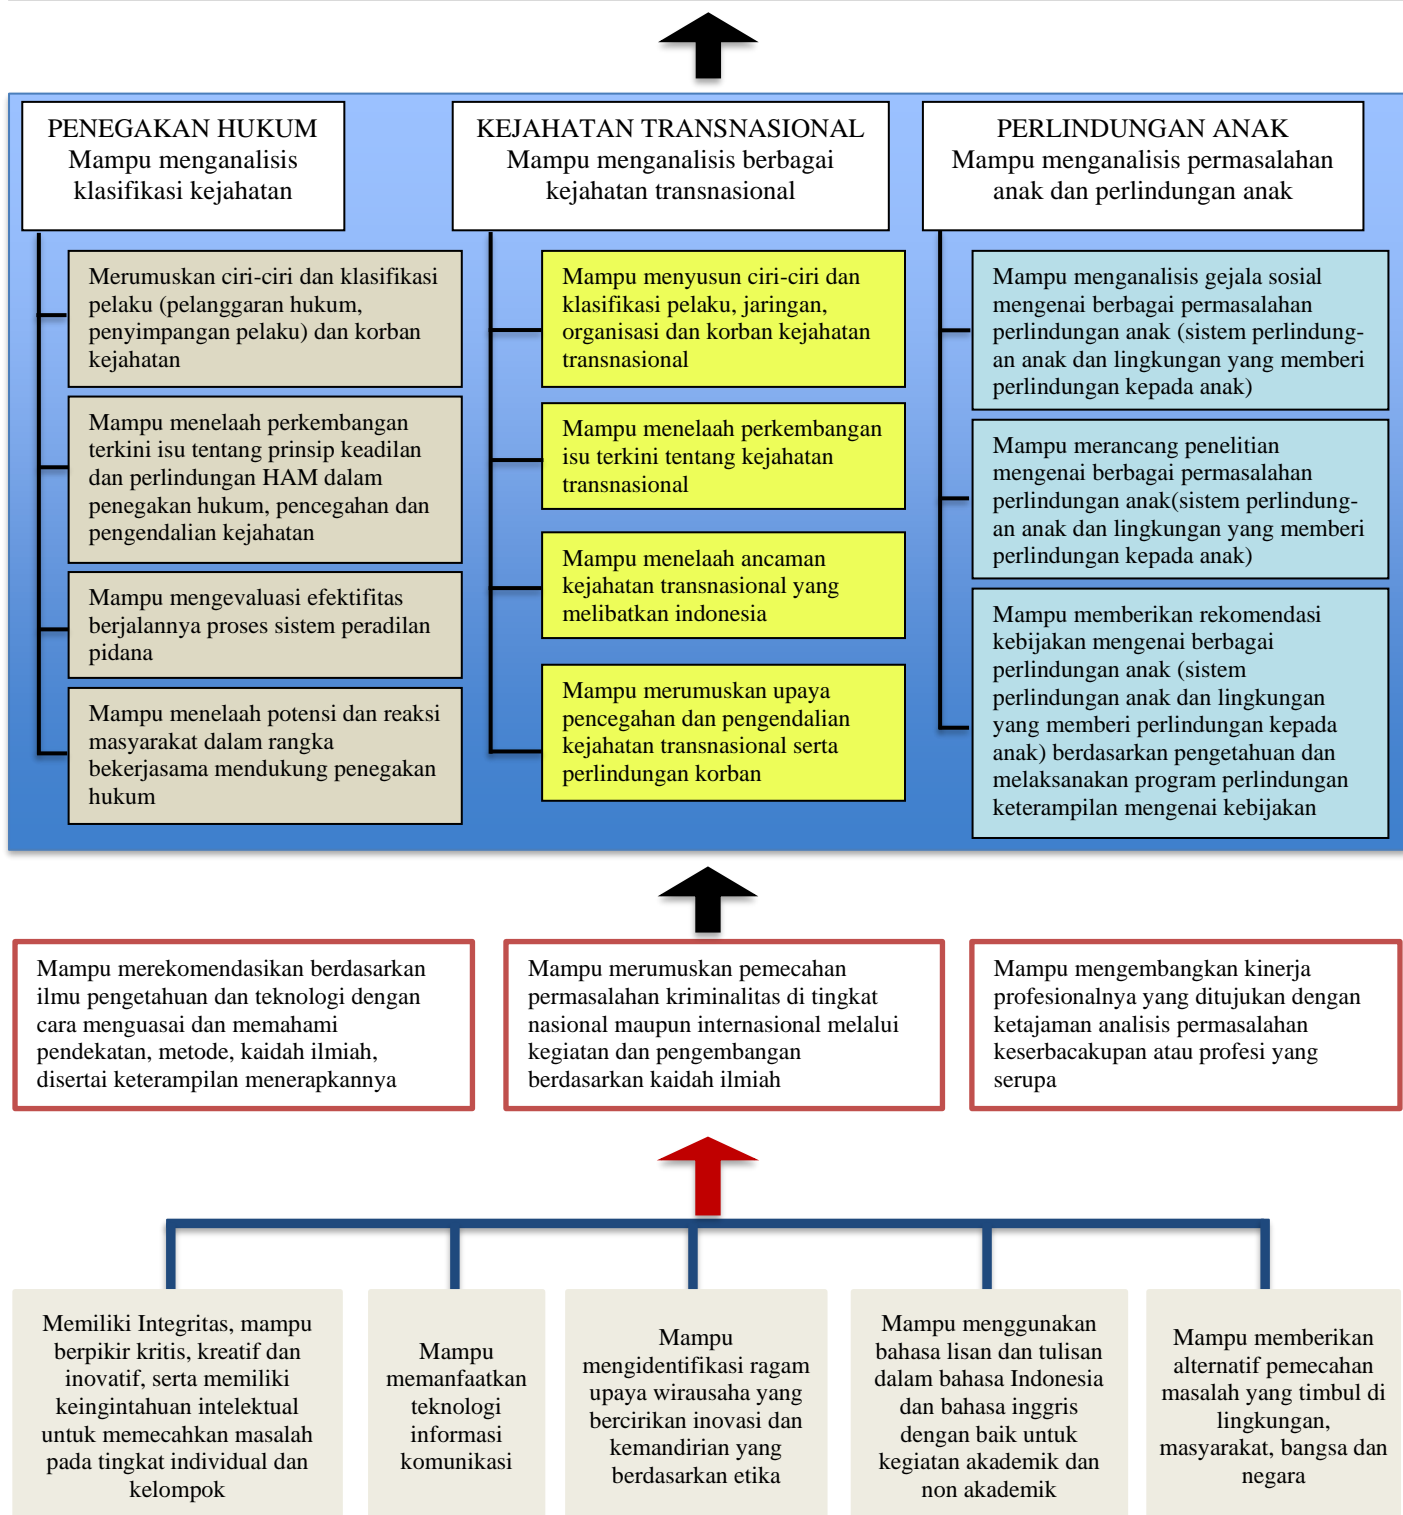 PENEGAKAN HUKUM
Mampu menganalisis
klasifikasi kejahatan
Merumuskan ciri-ciri dan klasifikasi
pelaku (pelanggaran hukum,
penyimpangan pelaku) dan korban
kejahatan
Mampu menelaah perkembangan
terkini isu tentang prinsip keadilan
dan perlindungan HAM dalam
penegakan hukum, pencegahan dan
pengendalian kejahatan
Mampu mengevaluasi efektifitas
berjalannya proses sistem peradilan
pidana
Mampu menelaah potensi dan reaksi
masyarakat dalam rangka
bekerjasama mendukung penegakan
hukum
KEJAHATAN TRANSNASIONAL
Mampu menganalisis berbagai
kejahatan transnasional
Mampu menyusun ciri-ciri dan
klasifikasi pelaku, jaringan,
organisasi dan korban kejahatan
transnasional
Mampu menelaah perkembangan
isu terkini tentang kejahatan
transnasional
Mampu menelaah ancaman
kejahatan transnasional yang
melibatkan indonesia
Mampu merumuskan upaya
pencegahan dan pengendalian
kejahatan transnasional serta
perlindungan korban
PERLINDUNGAN ANAK
Mampu menganalisis permasalahan
anak dan perlindungan anak
Mampu menganalisis gejala sosial
mengenai berbagai permasalahan
perlindungan anak (sistem perlindung-
an anak dan lingkungan yang memberi
perlindungan kepada anak)
Mampu merancang penelitian
mengenai berbagai permasalahan
perlindungan anak(sistem perlindung-
an anak dan lingkungan yang memberi
perlindungan kepada anak)
Mampu memberikan rekomendasi
kebijakan mengenai berbagai
perlindungan anak (sistem
perlindungan anak dan lingkungan
yang memberi perlindungan kepada
anak) berdasarkan pengetahuan dan
melaksanakan program perlindungan
keterampilan mengenai kebijakan
Mampu merekomendasikan berdasarkan
ilmu pengetahuan dan teknologi dengan
cara menguasai dan memahami
pendekatan, metode, kaidah ilmiah,
disertai keterampilan menerapkannya
Mampu merumuskan pemecahan
permasalahan kriminalitas di tingkat
nasional maupun internasional melalui
kegiatan dan pengembangan
berdasarkan kaidah ilmiah
Mampu mengembangkan kinerja
profesionalnya yang ditujukan dengan
ketajaman analisis permasalahan
keserbacakupan atau profesi yang
serupa
Memiliki Integritas, mampu
berpikir kritis, kreatif dan
inovatif, serta memiliki
keingintahuan intelektual
untuk memecahkan masalah
pada tingkat individual dan
kelompok
Mampu
memanfaatkan
teknologi
informasi
komunikasi
Mampu
mengidentifikasi ragam
upaya wirausaha yang
bercirikan inovasi dan
kemandirian yang
berdasarkan etika
Mampu menggunakan
bahasa lisan dan tulisan
dalam bahasa Indonesia
dan bahasa inggris
dengan baik untuk
kegiatan akademik dan
non akademik
Mampu memberikan
alternatif pemecahan
masalah yang timbul di
lingkungan,
masyarakat, bangsa dan
negara